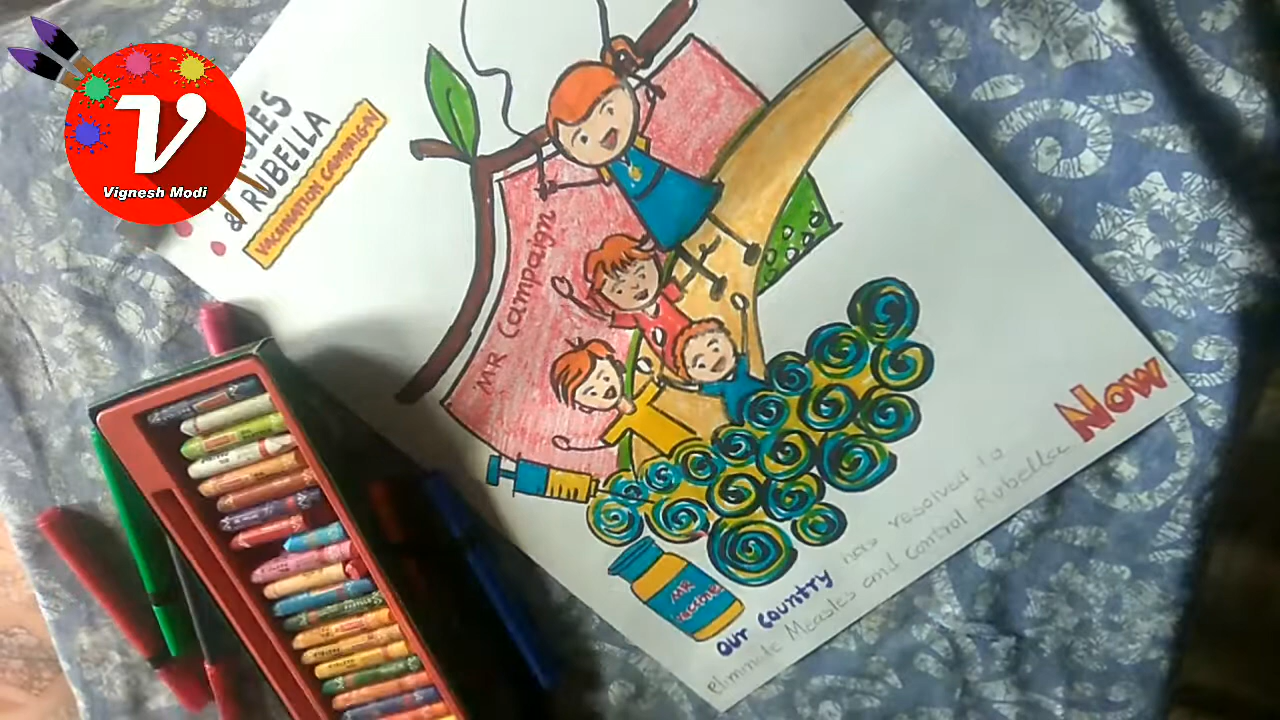 V
Vignesh Modi
& RUBELLA
VACCINATION CAMPAIGN
MR Campaign
MR
vaccine
OUR COUNTRY has resolved to
eliminate Measles and control Rubella
Now